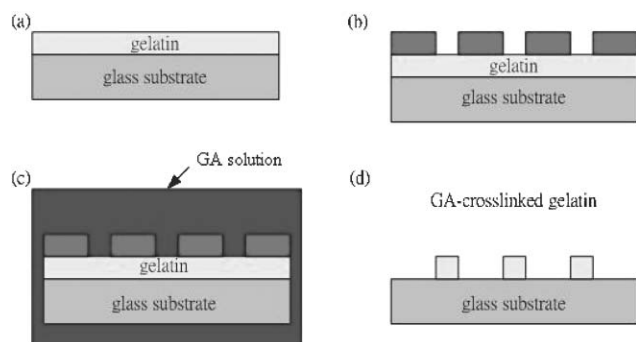 (a)
gelatin
glass substrate
(b)
gelatin
glass substrate
GA solution
(c)
gelatin
glass substrate
(d)
GA-crosslinked gelatin
glass substrate